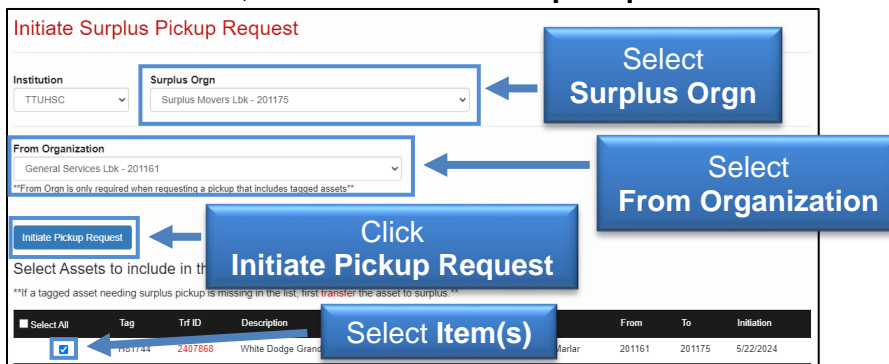 Initiate Surplus Pickup Request
Select
Surplus Orgn
Institution
Surplus Orgn
TTUHSC
Surplus Movers Lbk - 201175
From Organization
General Services Lbk - 201161
**From Orgn is only required when requesting a pickup that includes tagged assets**
Select
From Organization
Initiate Pickup Request
Click
Initiate Pickup Request
Select Assets to include in th
**If a tagged asset needing surplus pickup is missing in the list, first transfer the asset to surplus.**
Select Item(s)
Select All Tag Trf ID Description From To Initiation
H81744 2407868 White Dodge Grand Marlar 201161 201175 5/22/2024